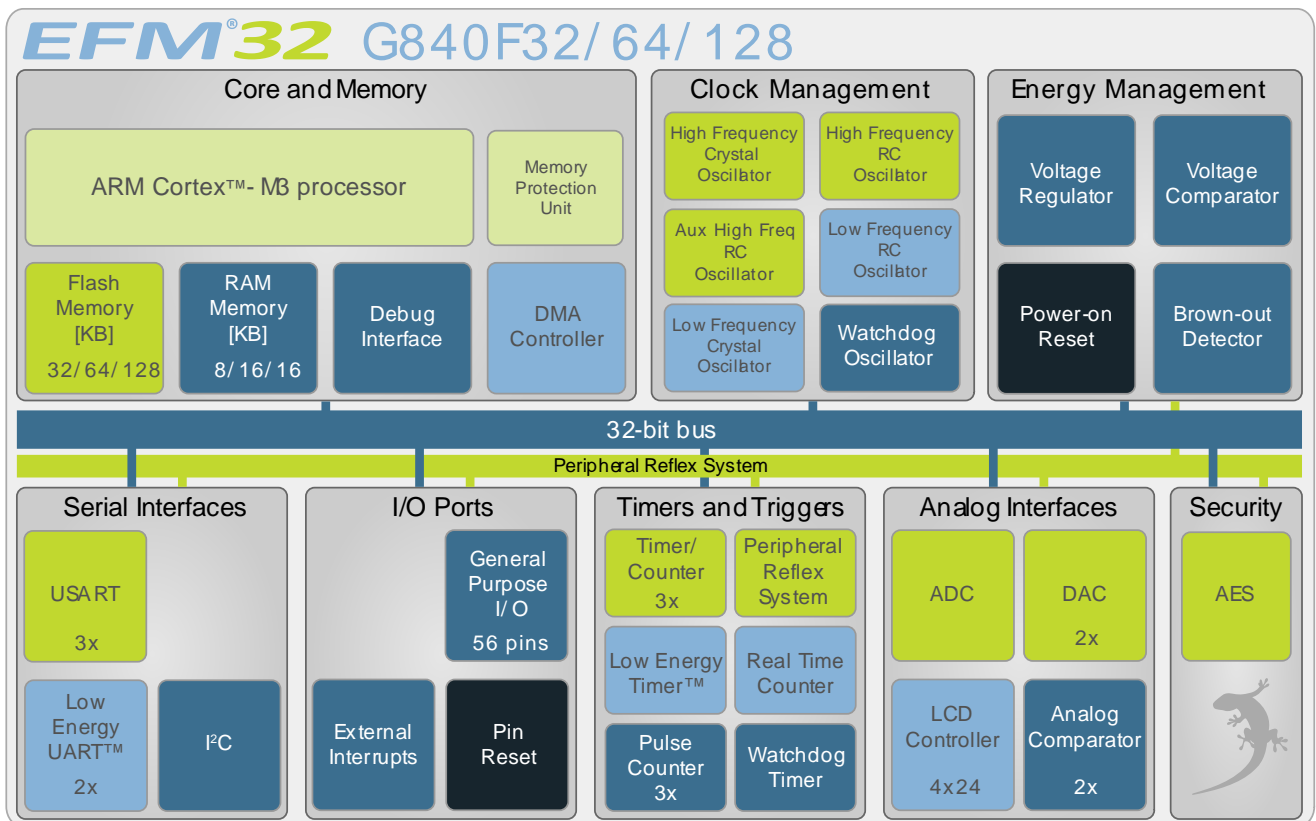 EFM®32 G840F32/64/128
Core and Memory
ARM Cortex™-M3 processor
Memory
Protection
Unit
Flash
Memory
[KB]
32/64/128
RAM
Memory
[KB]
8/16/16
Debug
Interface
DMA
Controller
Clock Management
High Frequency
Crystal
Oscillator
High Frequency
RC
Oscillator
Aux High Freq
RC
Oscillator
Low Frequency
RC
Oscillator
Low Frequency
Crystal
Oscillator
Watchdog
Oscillator
Energy Management
Voltage
Regulator
Voltage
Comparator
Power-on
Reset
Brown-out
Detector
32-bit bus
Peripheral Reflex System
Serial Interfaces
USART
3x
Low
Energy
UART™
2x
I²C
I/O Ports
General
Purpose
I/O
56 pins
External
Interrupts
Pin
Reset
Timers and Triggers
Timer/
Counter
3x
Peripheral
Reflex
System
Low Energy
Timer™
Real Time
Counter
Pulse
Counter
3x
Watchdog
Timer
Analog Interfaces
ADC
DAC
2x
LCD
Controller
4x24
Analog
Comparator
2x
Security
AES